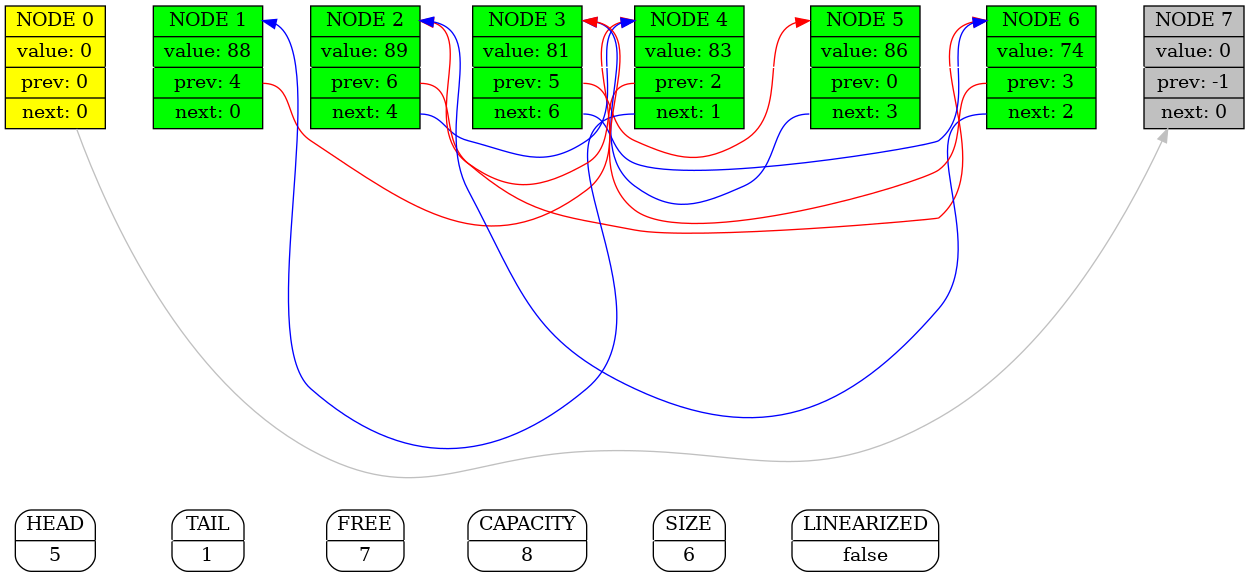 NODE 0
value: 0
prev: 0
next: 0
NODE 1
value: 88
prev: 4
next: 0
NODE 2
value: 89
prev: 6
next: 4
NODE 3
value: 81
prev: 5
next: 6
NODE 4
value: 83
prev: 2
next: 1
NODE 5
value: 86
prev: 0
next: 3
NODE 6
value: 74
prev: 3
next: 2
NODE 7
value: 0
prev: -1
next: 0
HEAD
5
TAIL
1
FREE
7
CAPACITY
8
SIZE
6
LINEARIZED
false